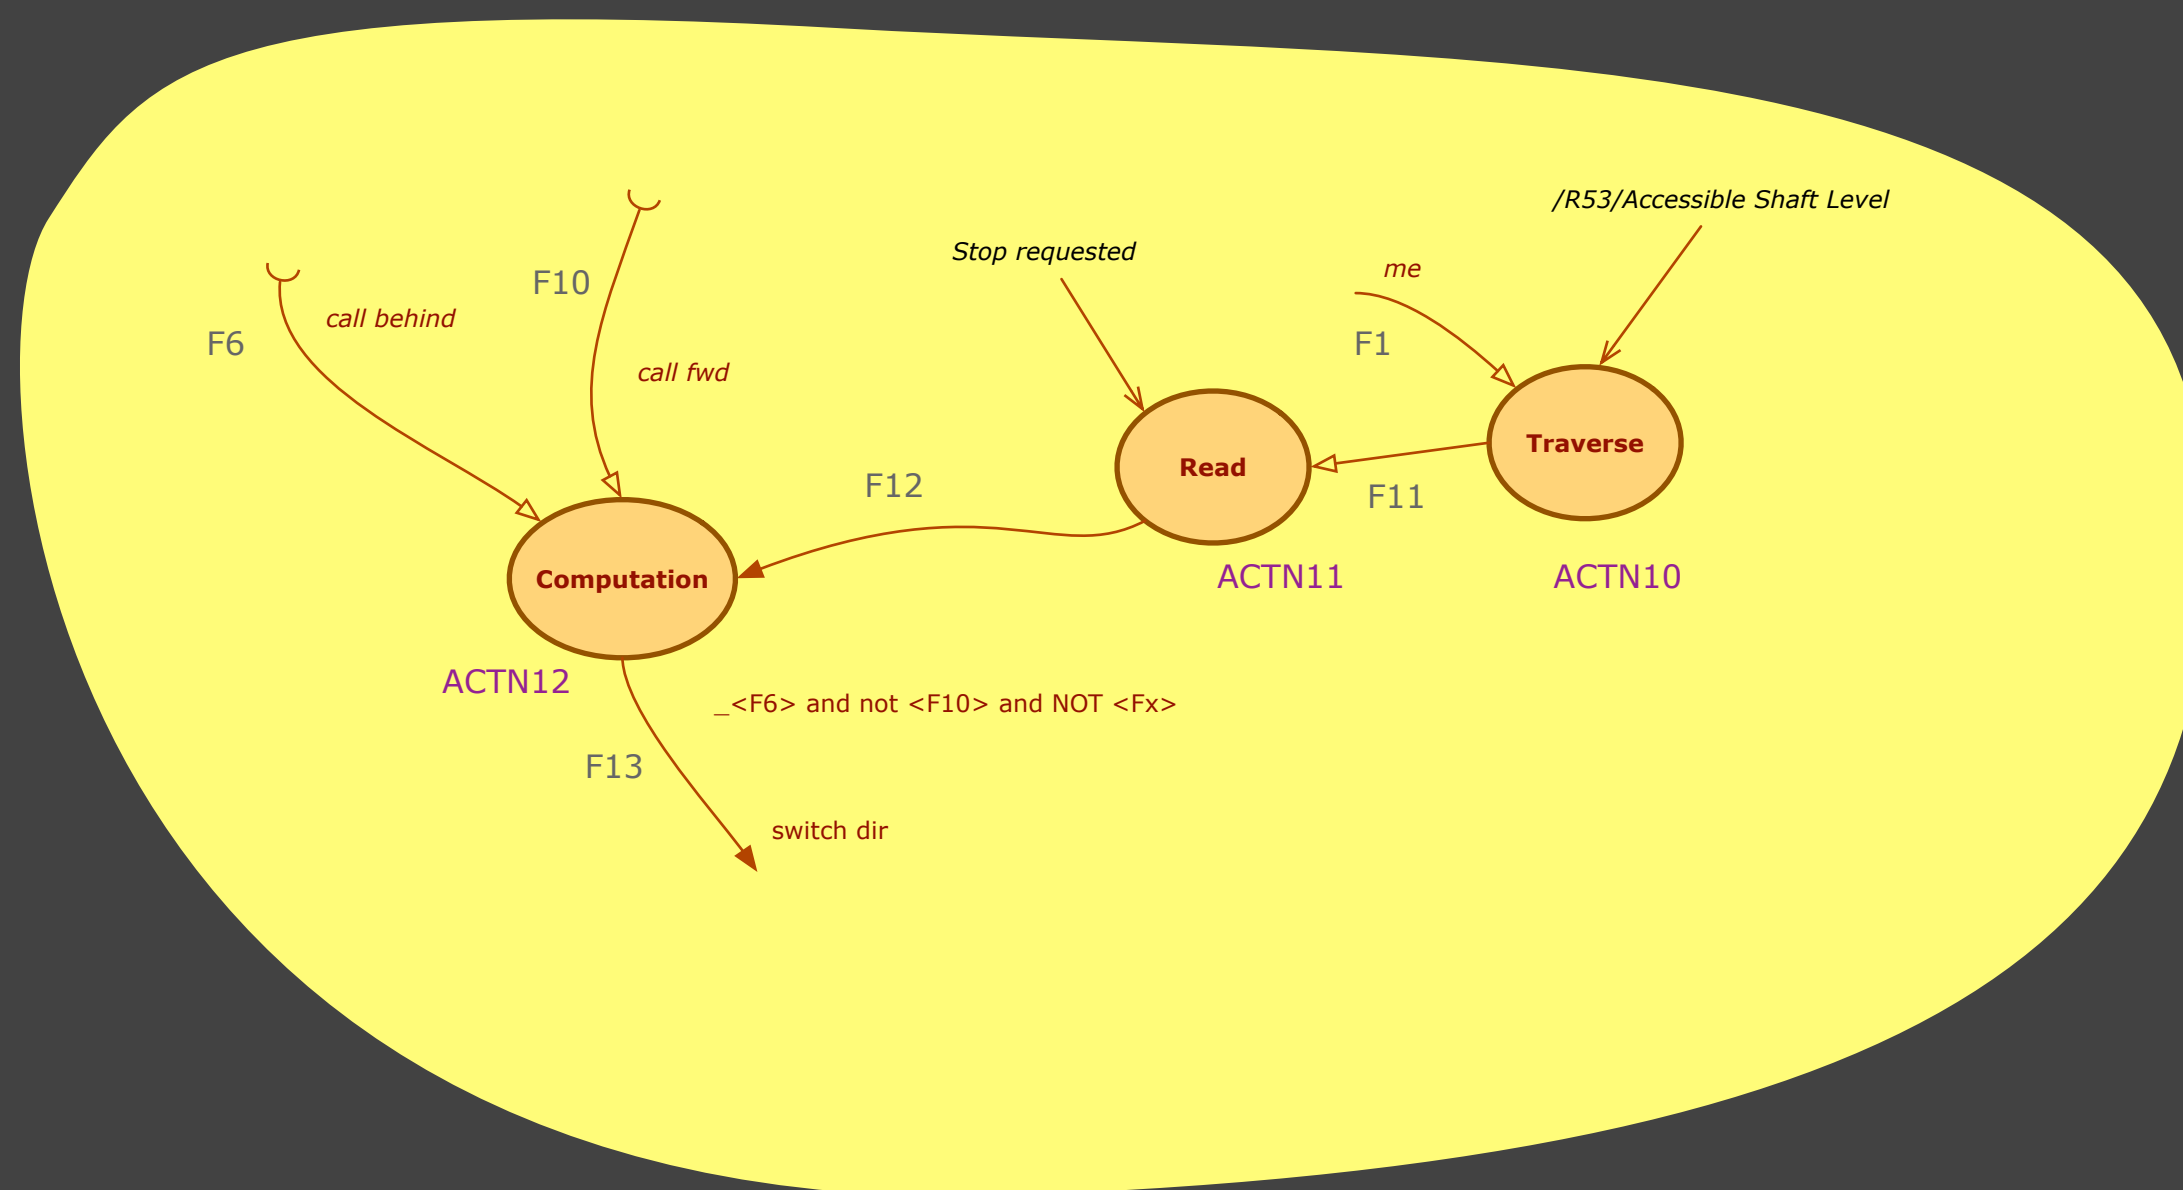 /R53/Accessible Shaft Level
Stop requested
me
F10
call behind
F6
F1
call fwd
Traverse
Read
F12
F11
Computation
ACTN11
ACTN10
ACTN12
_<F6> and not <F10> and NOT <Fx>
F13
switch dir